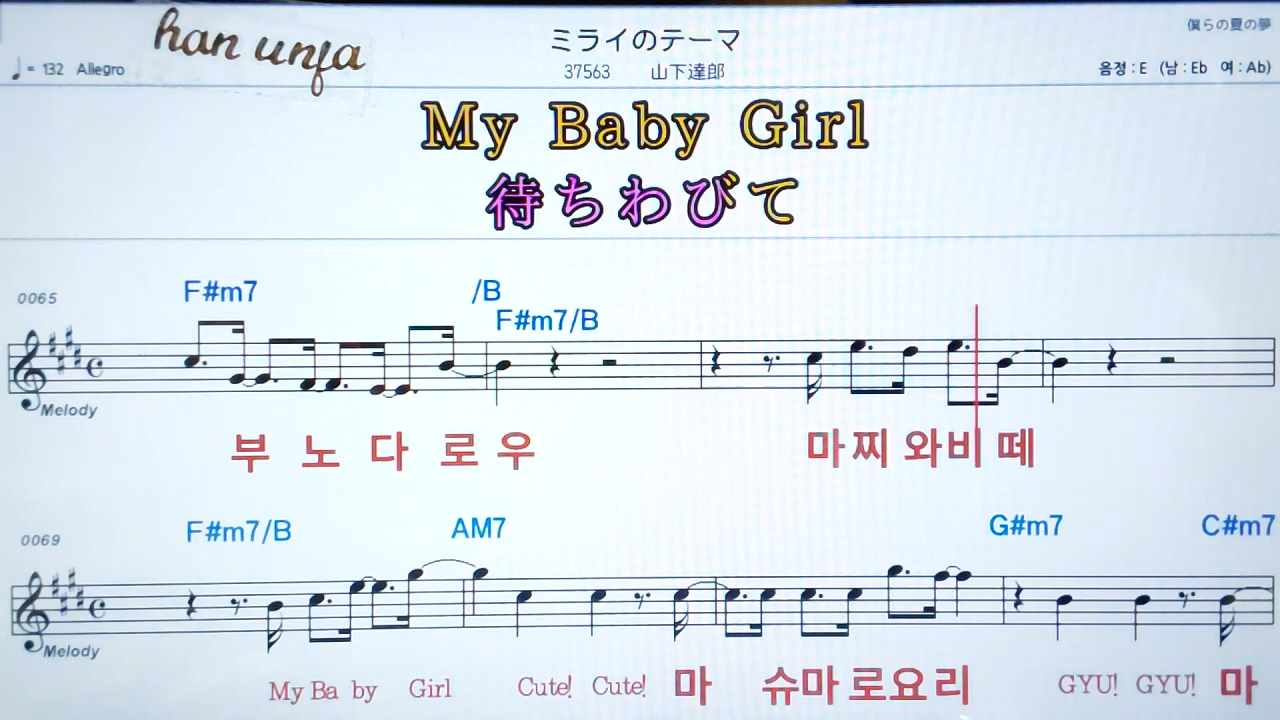 han unja
ミライのテーマ
僕らの夏の夢
♩= 132 Allegro
37563 山下達郎
음정 : E (남 : Eb 여 : Ab)
My Baby Girl
待ちわびて
0065
F#m7 /B
F#m7/B
Melody
부 노 다 로 우 마 찌 와 비 떼
0069
F#m7/B AM7 G#m7 C#m7
Melody
My Ba by Girl Cute! Cute! 마 슈마 로요 리 GYU! GYU! 마